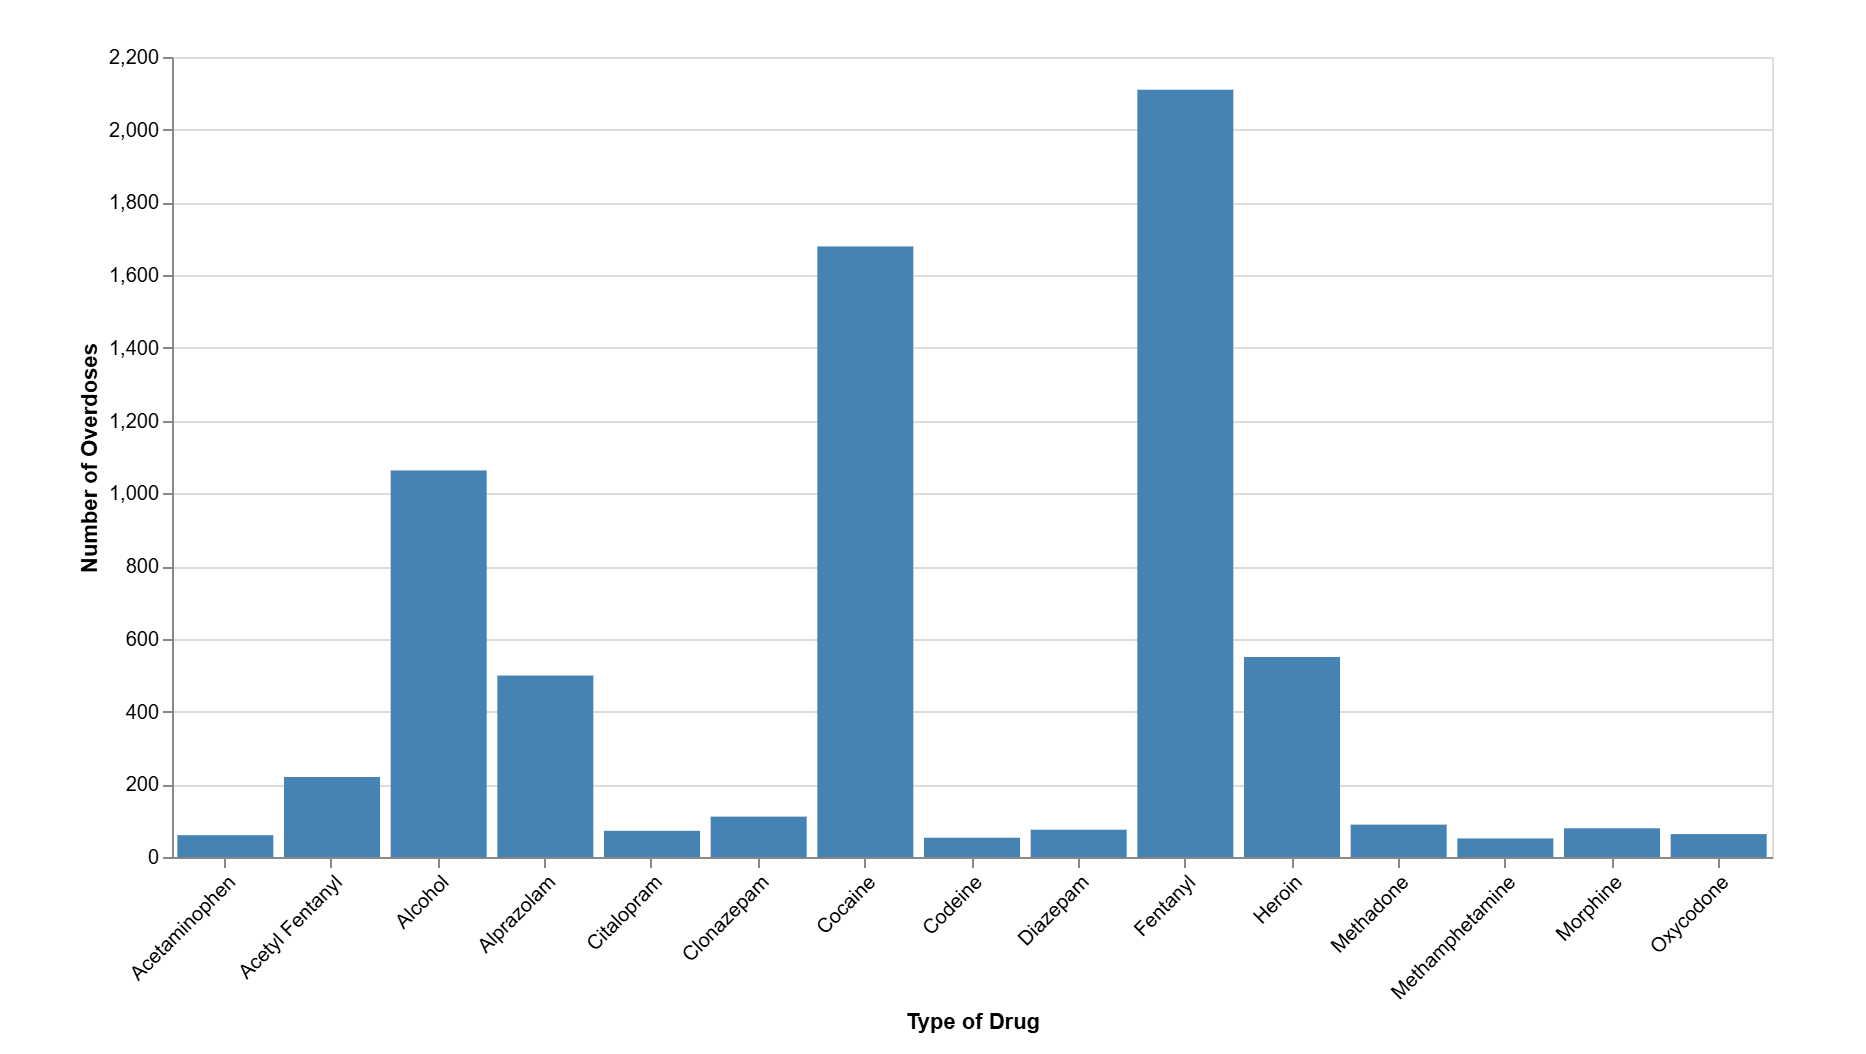 2,200
2,000
1,800
1,600
1,400
1,200
1,000
800
600
400
200
0
Number of Overdoses
Acetaminophen
Acetyl Fentanyl
Alcohol
Alprazolam
Citalopram
Clonazepam
Cocaine
Codeine
Diazepam
Fentanyl
Heroin
Methadone
Methamphetamine
Morphine
Oxycodone
Type of Drug